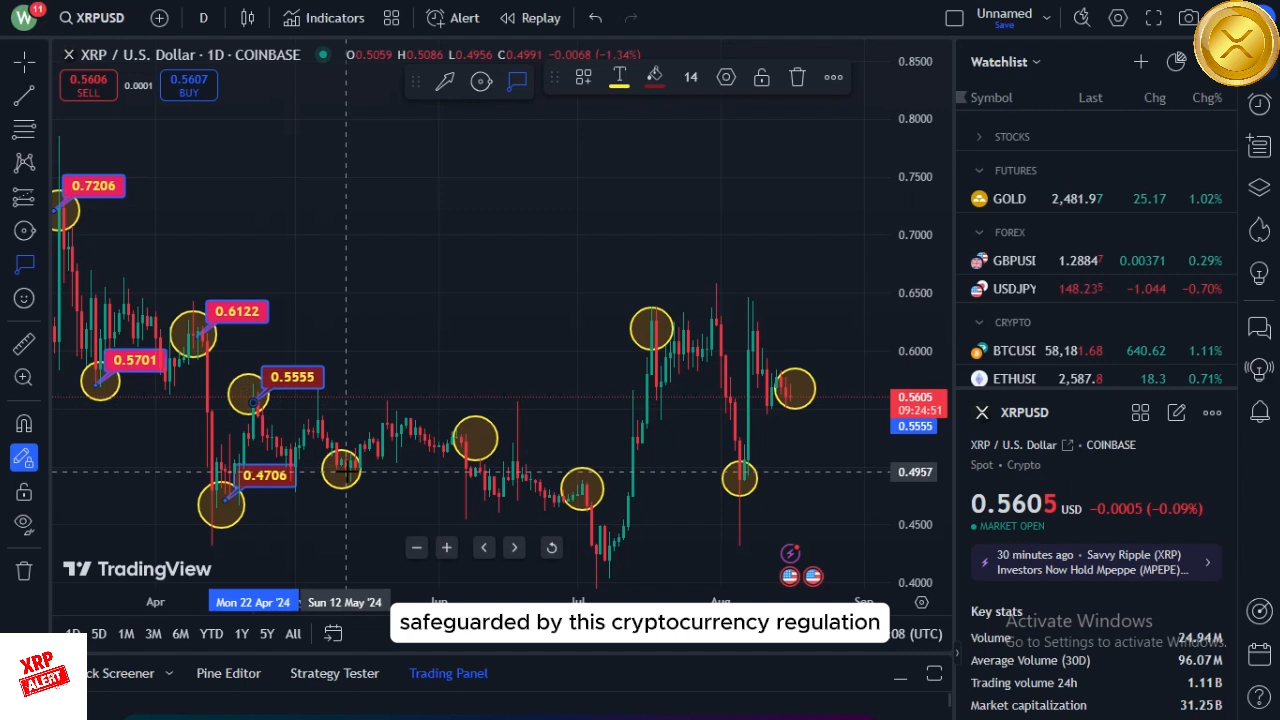 W
11
XRPUSD
D
Indicators
Alert
Replay
Unnamed
Save
XRP / U.S. Dollar · 1D · COINBASE
O0.5059 H0.5086 L0.4956 C0.4991 −0.0068 (−1.34%)
0.5606
SELL
0.0001
0.5607
BUY
T
14
0.7206
0.5701
0.6122
0.5555
0.4706
0.8500
0.8000
0.7500
0.7000
0.6500
0.6000
0.5605
09:24:51
0.5555
0.4957
0.4500
0.4000
TradingView
Apr
Mon 22 Apr '24
Sun 12 May '24
Jul
Aug
5D 1M 3M 6M YTD 1Y 5Y All
(UTC)
safeguarded by this cryptocurrency regulation
XRP
ALERT
Screener
Pine Editor
Strategy Tester
Trading Panel
Watchlist
Symbol Last Chg Chg%
STOCKS
FUTURES
GOLD 2,481.97 25.17 1.02%
FOREX
GBPUSD 1.28847 0.00371 0.29%
USDJPY 148.235 −1.044 −0.70%
CRYPTO
BTCUSD 58,181.68 640.62 1.11%
ETHUSD 2,587.8 18.3 0.71%
XRPUSD
XRP / U.S. Dollar COINBASE
Spot • Crypto
0.5605 USD −0.0005 (−0.09%)
MARKET OPEN
30 minutes ago • Savvy Ripple (XRP)
Investors Now Hold Mpeppe (MPEPE)...
Key stats
Activate Windows
Go to Settings to activate Windows.
Volume 24.94M
Average Volume (30D) 96.07M
Trading volume 24h 1.11B
Market capitalization 31.25B